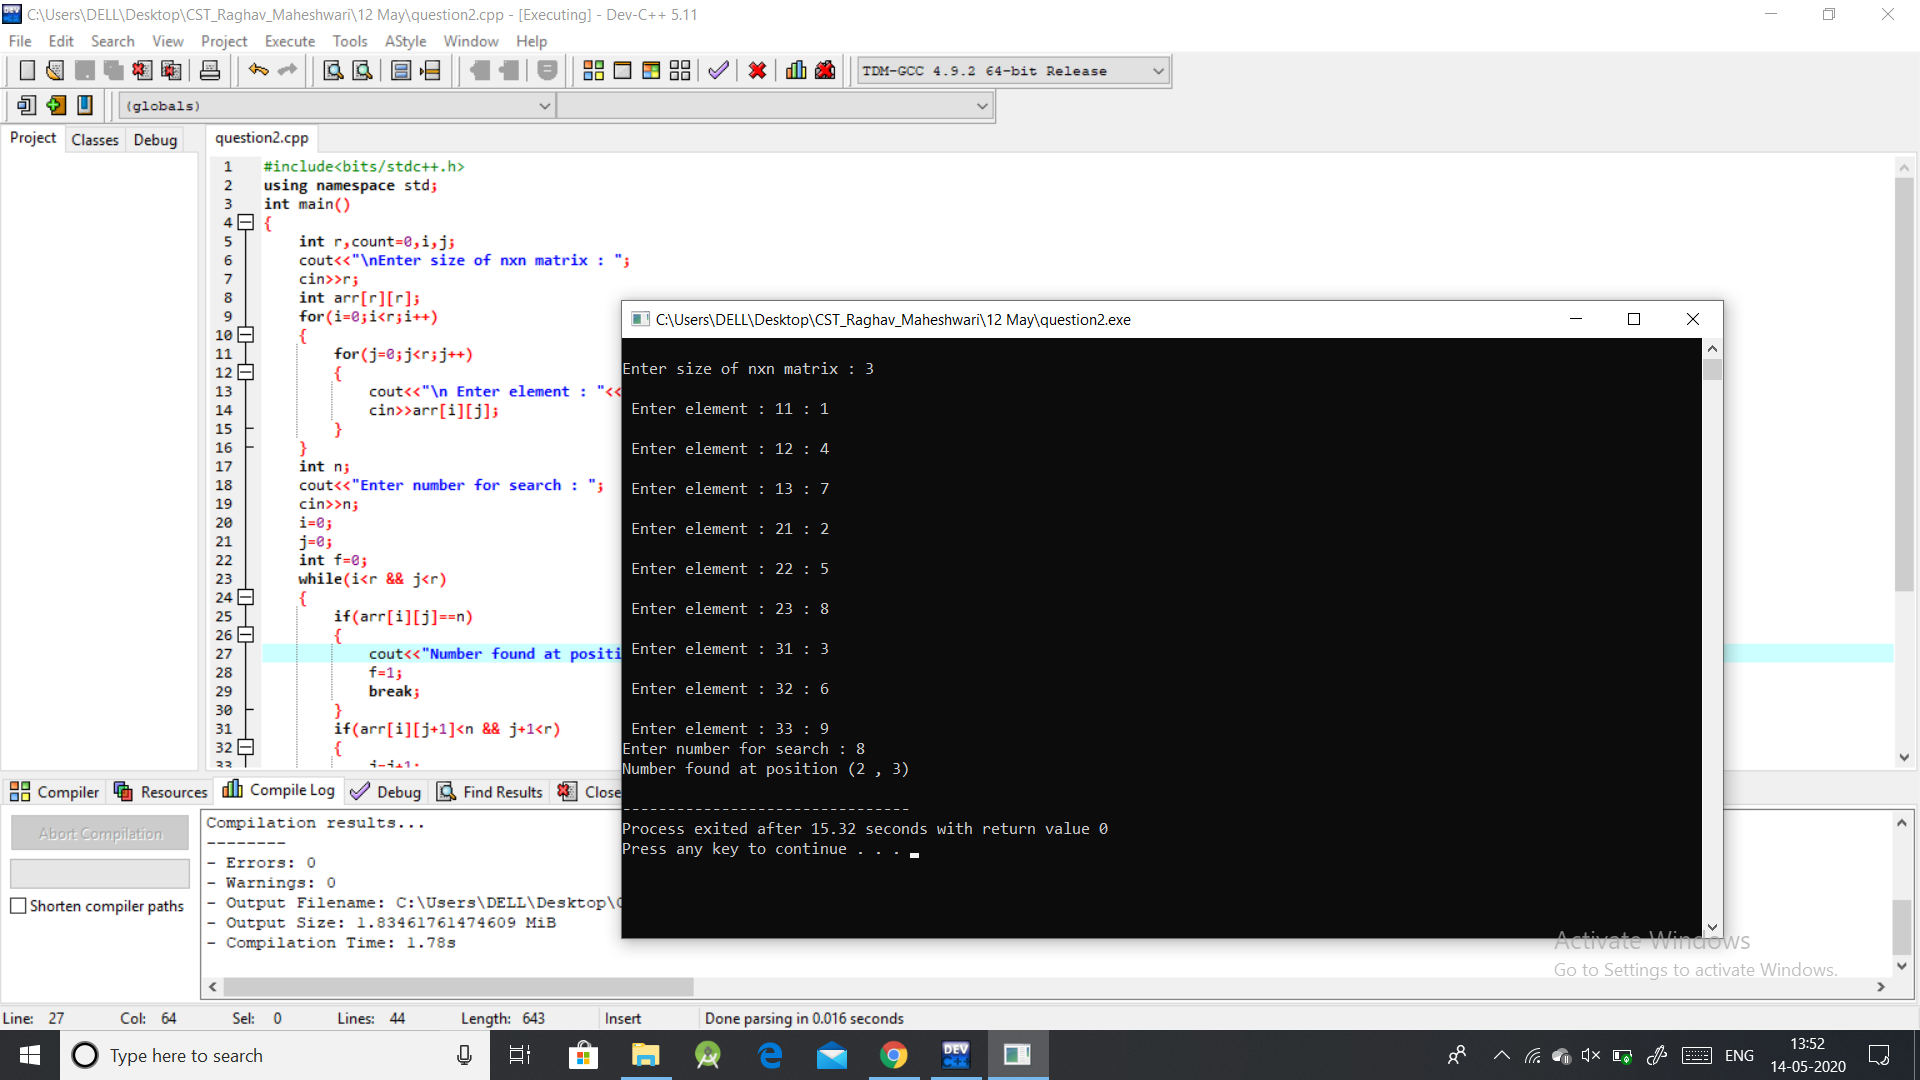 C:\Users\DELL\Desktop\CST_Raghav_Maheshwari\12 May\question2.cpp - [Executing] - Dev-C++ 5.11
File Edit Search View Project Execute Tools AStyle Window Help
TDM-GCC 4.9.2 64-bit Release
(globals)
Project Classes Debug question2.cpp
1 #include<bits/stdc++.h>
2 using namespace std;
3 int main()
4 {
5 int r,count=0,i,j;
6 cout<<"\nEnter size of nxn matrix : ";
7 cin>>r;
8 int arr[r][r];
9 for(i=0;i<r;i++)
10 {
11 for(j=0;j<r;j++)
12 {
13 cout<<"\n Enter element : "<<
14 cin>>arr[i][j];
15 }
16 }
17 int n;
18 cout<<"Enter number for search : ";
19 cin>>n;
20 i=0;
21 j=0;
22 int f=0;
23 while(i<r && j<r)
24 {
25 if(arr[i][j]==n)
26 {
27 cout<<"Number found at positi
28 f=1;
29 break;
30 }
31 if(arr[i][j+1]<n && j+1<r)
32 {
33 j=j+1;
C:\Users\DELL\Desktop\CST_Raghav_Maheshwari\12 May\question2.exe
Enter size of nxn matrix : 3
Enter element : 11 : 1
Enter element : 12 : 4
Enter element : 13 : 7
Enter element : 21 : 2
Enter element : 22 : 5
Enter element : 23 : 8
Enter element : 31 : 3
Enter element : 32 : 6
Enter element : 33 : 9
Enter number for search : 8
Number found at position (2 , 3)
--------------------------------
Process exited after 15.32 seconds with return value 0
Press any key to continue . . .
Compiler Resources Compile Log Debug Find Results Close
Abort Compilation
Shorten compiler paths
Compilation results...
--------
- Errors: 0
- Warnings: 0
- Output Filename: C:\Users\DELL\Desktop\C
- Output Size: 1.83461761474609 MiB
- Compilation Time: 1.78s
Activate Windows
Go to Settings to activate Windows.
Line: 27 Col: 64 Sel: 0 Lines: 44 Length: 643 Insert Done parsing in 0.016 seconds
Type here to search
DEV C++
ENG
13:52
14-05-2020